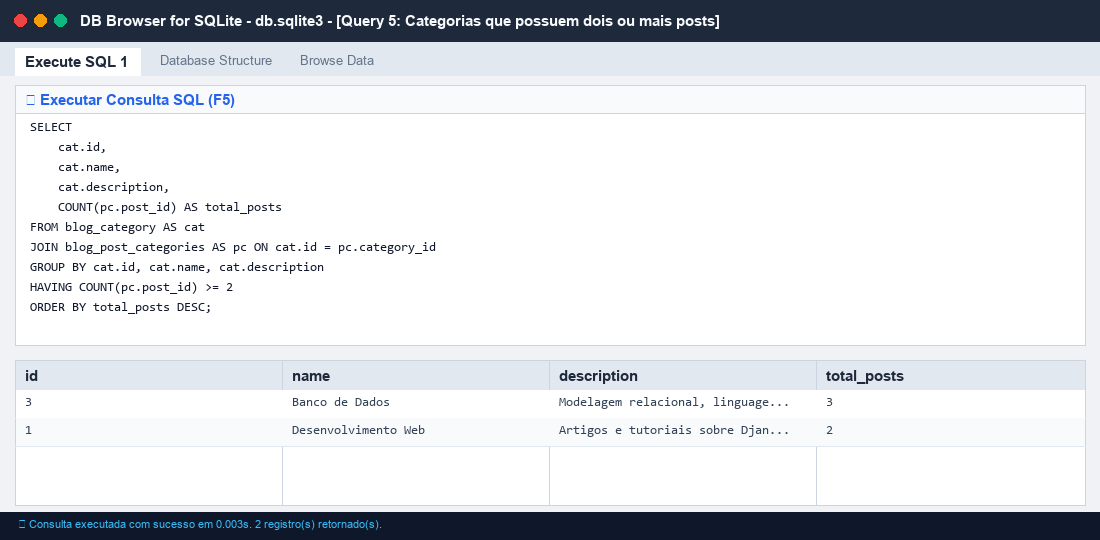 DB Browser for SQLite - db.sqlite3 - [Query 5: Categorias que possuem dois ou mais posts]
Execute SQL 1 Database Structure Browse Data
Executar Consulta SQL (F5)
SELECT
    cat.id,
    cat.name,
    cat.description,
    COUNT(pc.post_id) AS total_posts
FROM blog_category AS cat
JOIN blog_post_categories AS pc ON cat.id = pc.category_id
GROUP BY cat.id, cat.name, cat.description
HAVING COUNT(pc.post_id) >= 2
ORDER BY total_posts DESC;
id name description total_posts
3 Banco de Dados Modelagem relacional, linguage... 3
1 Desenvolvimento Web Artigos e tutoriais sobre Djan... 2
Consulta executada com sucesso em 0.003s. 2 registro(s) retornado(s).